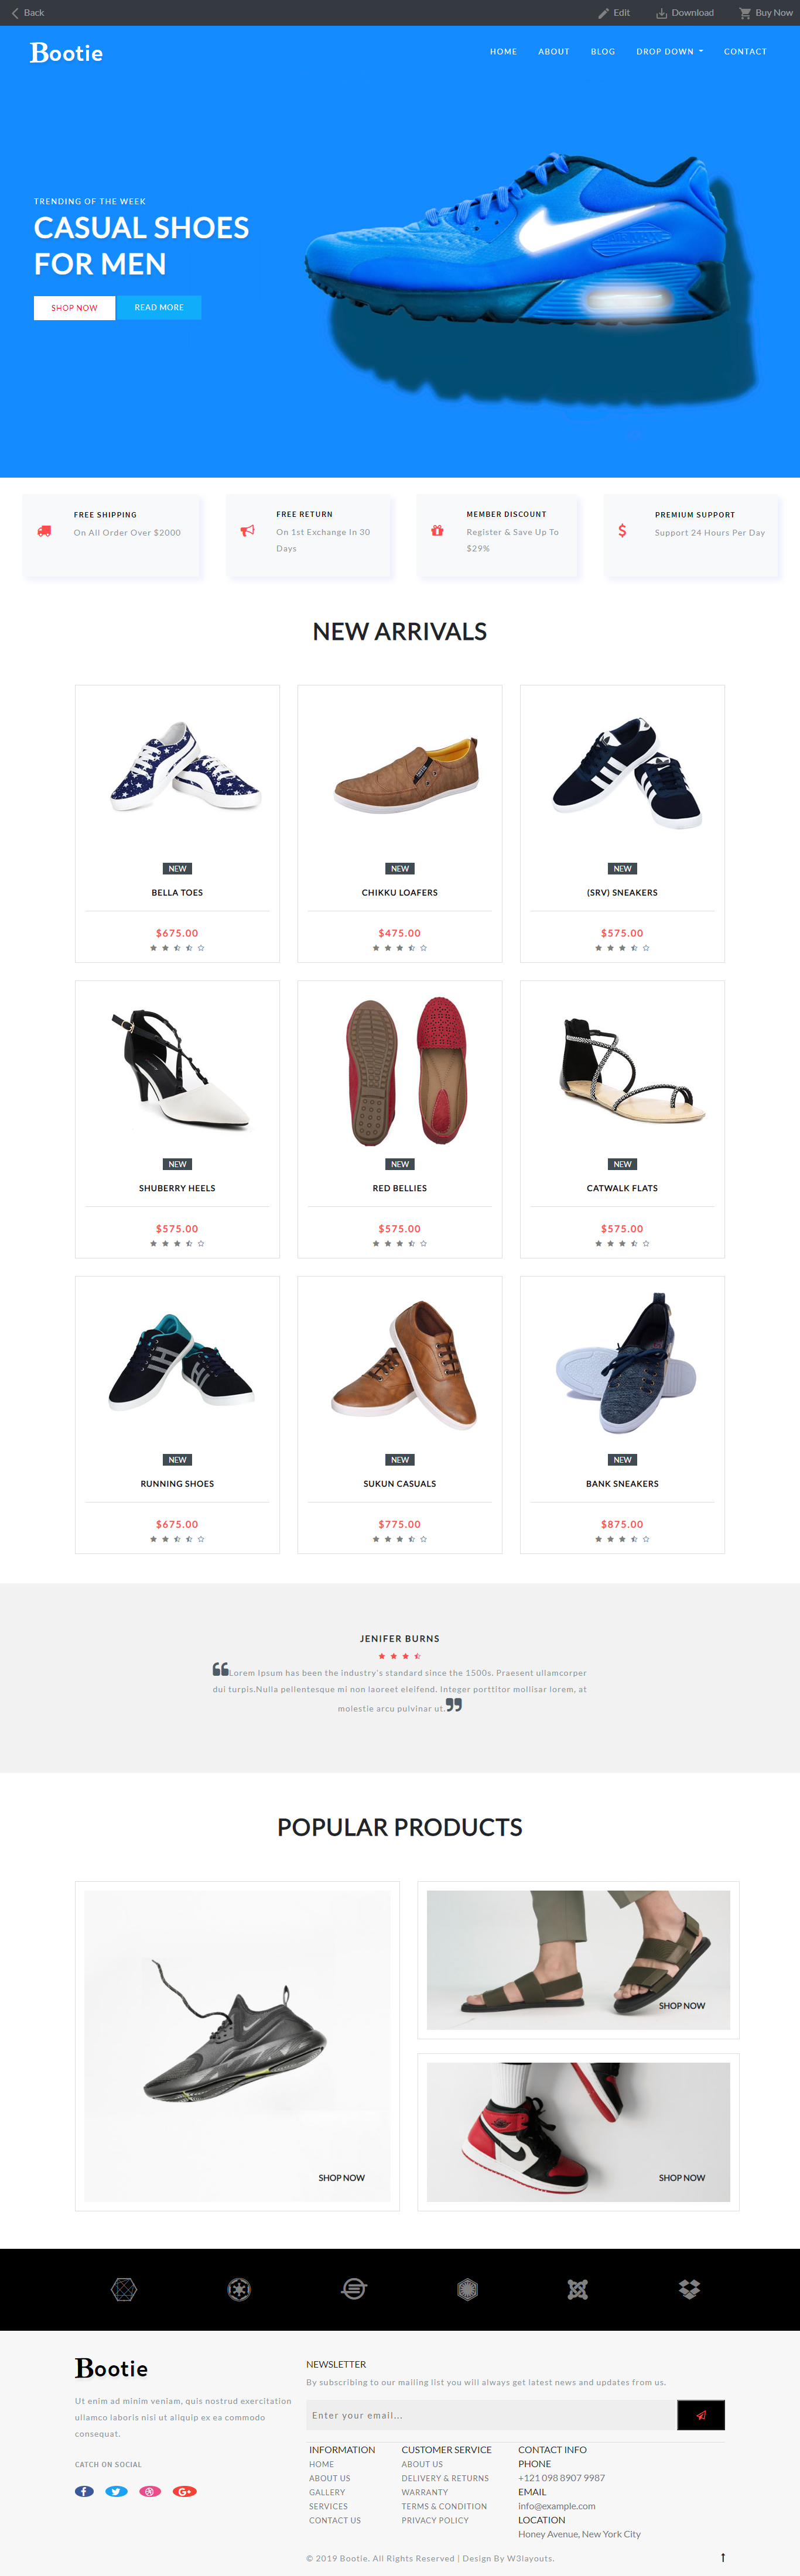 Back Edit Download Buy Now
Bootie HOME ABOUT BLOG DROP DOWN CONTACT
TRENDING OF THE WEEK
CASUAL SHOES
FOR MEN
SHOP NOW READ MORE
FREE SHIPPING
On All Order Over $2000
FREE RETURN
On 1st Exchange In 30
Days
MEMBER DISCOUNT
Register & Save Up To
$29%
PREMIUM SUPPORT
Support 24 Hours Per Day
NEW ARRIVALS
NEW NEW NEW
BELLA TOES CHIKKU LOAFERS (SRV) SNEAKERS
$675.00 $475.00 $575.00
NEW NEW NEW
SHUBERRY HEELS RED BELLIES CATWALK FLATS
$575.00 $575.00 $575.00
NEW NEW NEW
RUNNING SHOES SUKUN CASUALS BANK SNEAKERS
$675.00 $775.00 $875.00
JENIFER BURNS
Lorem Ipsum has been the industry's standard since the 1500s. Praesent ullamcorper
dui turpis.Nulla pellentesque mi non laoreet eleifend. Integer porttitor mollisar lorem, at
molestie arcu pulvinar ut.
POPULAR PRODUCTS
SHOP NOW
SHOP NOW
SHOP NOW
Bootie
Ut enim ad minim veniam, quis nostrud exercitation
ullamco laboris nisi ut aliquip ex ea commodo
consequat.
CATCH ON SOCIAL
NEWSLETTER
By subscribing to our mailing list you will always get latest news and updates from us.
Enter your email...
INFORMATION
HOME
ABOUT US
GALLERY
SERVICES
CONTACT US
CUSTOMER SERVICE
ABOUT US
DELIVERY & RETURNS
WARRANTY
TERMS & CONDITION
PRIVACY POLICY
CONTACT INFO
PHONE
+121 098 8907 9987
EMAIL
info@example.com
LOCATION
Honey Avenue, New York City
© 2019 Bootie. All Rights Reserved | Design By W3layouts.